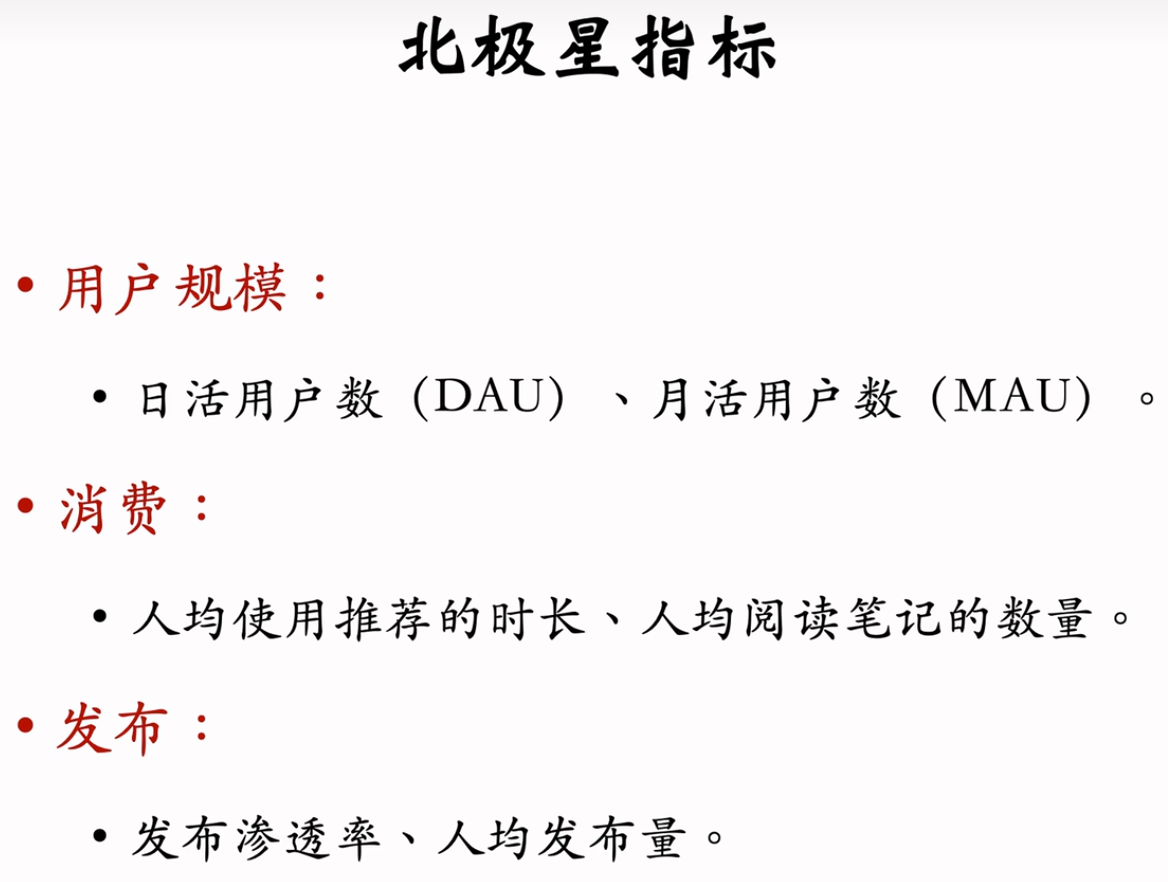 北极星指标
• 用户规模：
• 日活用户数（DAU）、月活用户数（MAU）。
• 消费：
• 人均使用推荐的时长、人均阅读笔记的数量。
• 发布：
• 发布渗透率、人均发布量。